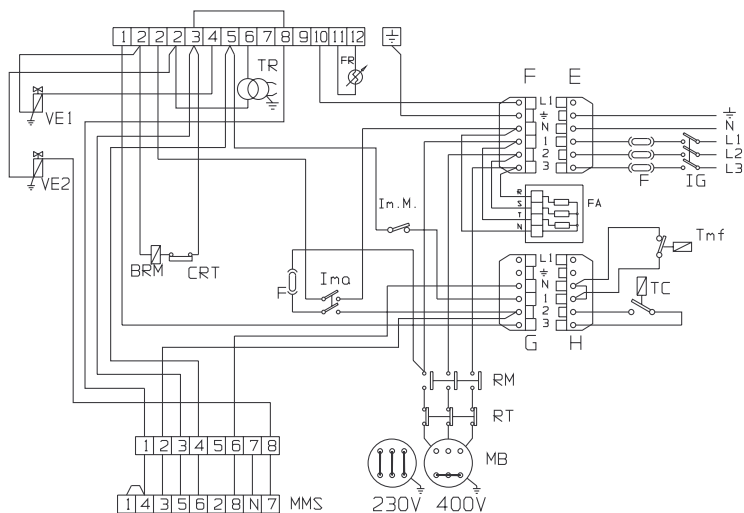 1 2 2 2 3 4 5 6 7 8 9 10 11 12
FR
TR
F E
VE1
L1
N
1
2
3
N
L1
L2
L3
F IG
VE2
R
S
T
N
FA
Im.M.
Tmf
BRM CRT
F
Ima
L1
N
1
2
3
TC
G H
RM
RT
1 2 3 4 5 6 7 8
MB
1 4 3 5 6 2 8 N 7 MMS
230V 400V